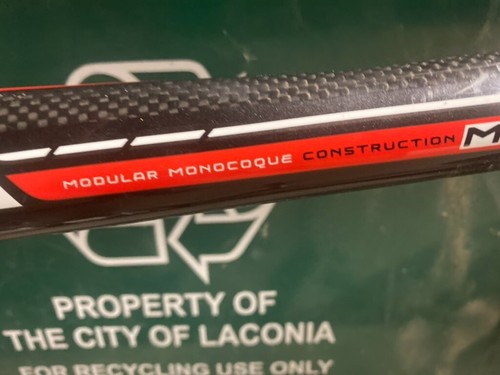 MODULAR MONOCOQUE CONSTRUCTION M
PROPERTY OF
THE CITY OF LACONIA
FOR RECYCLING USE ONLY